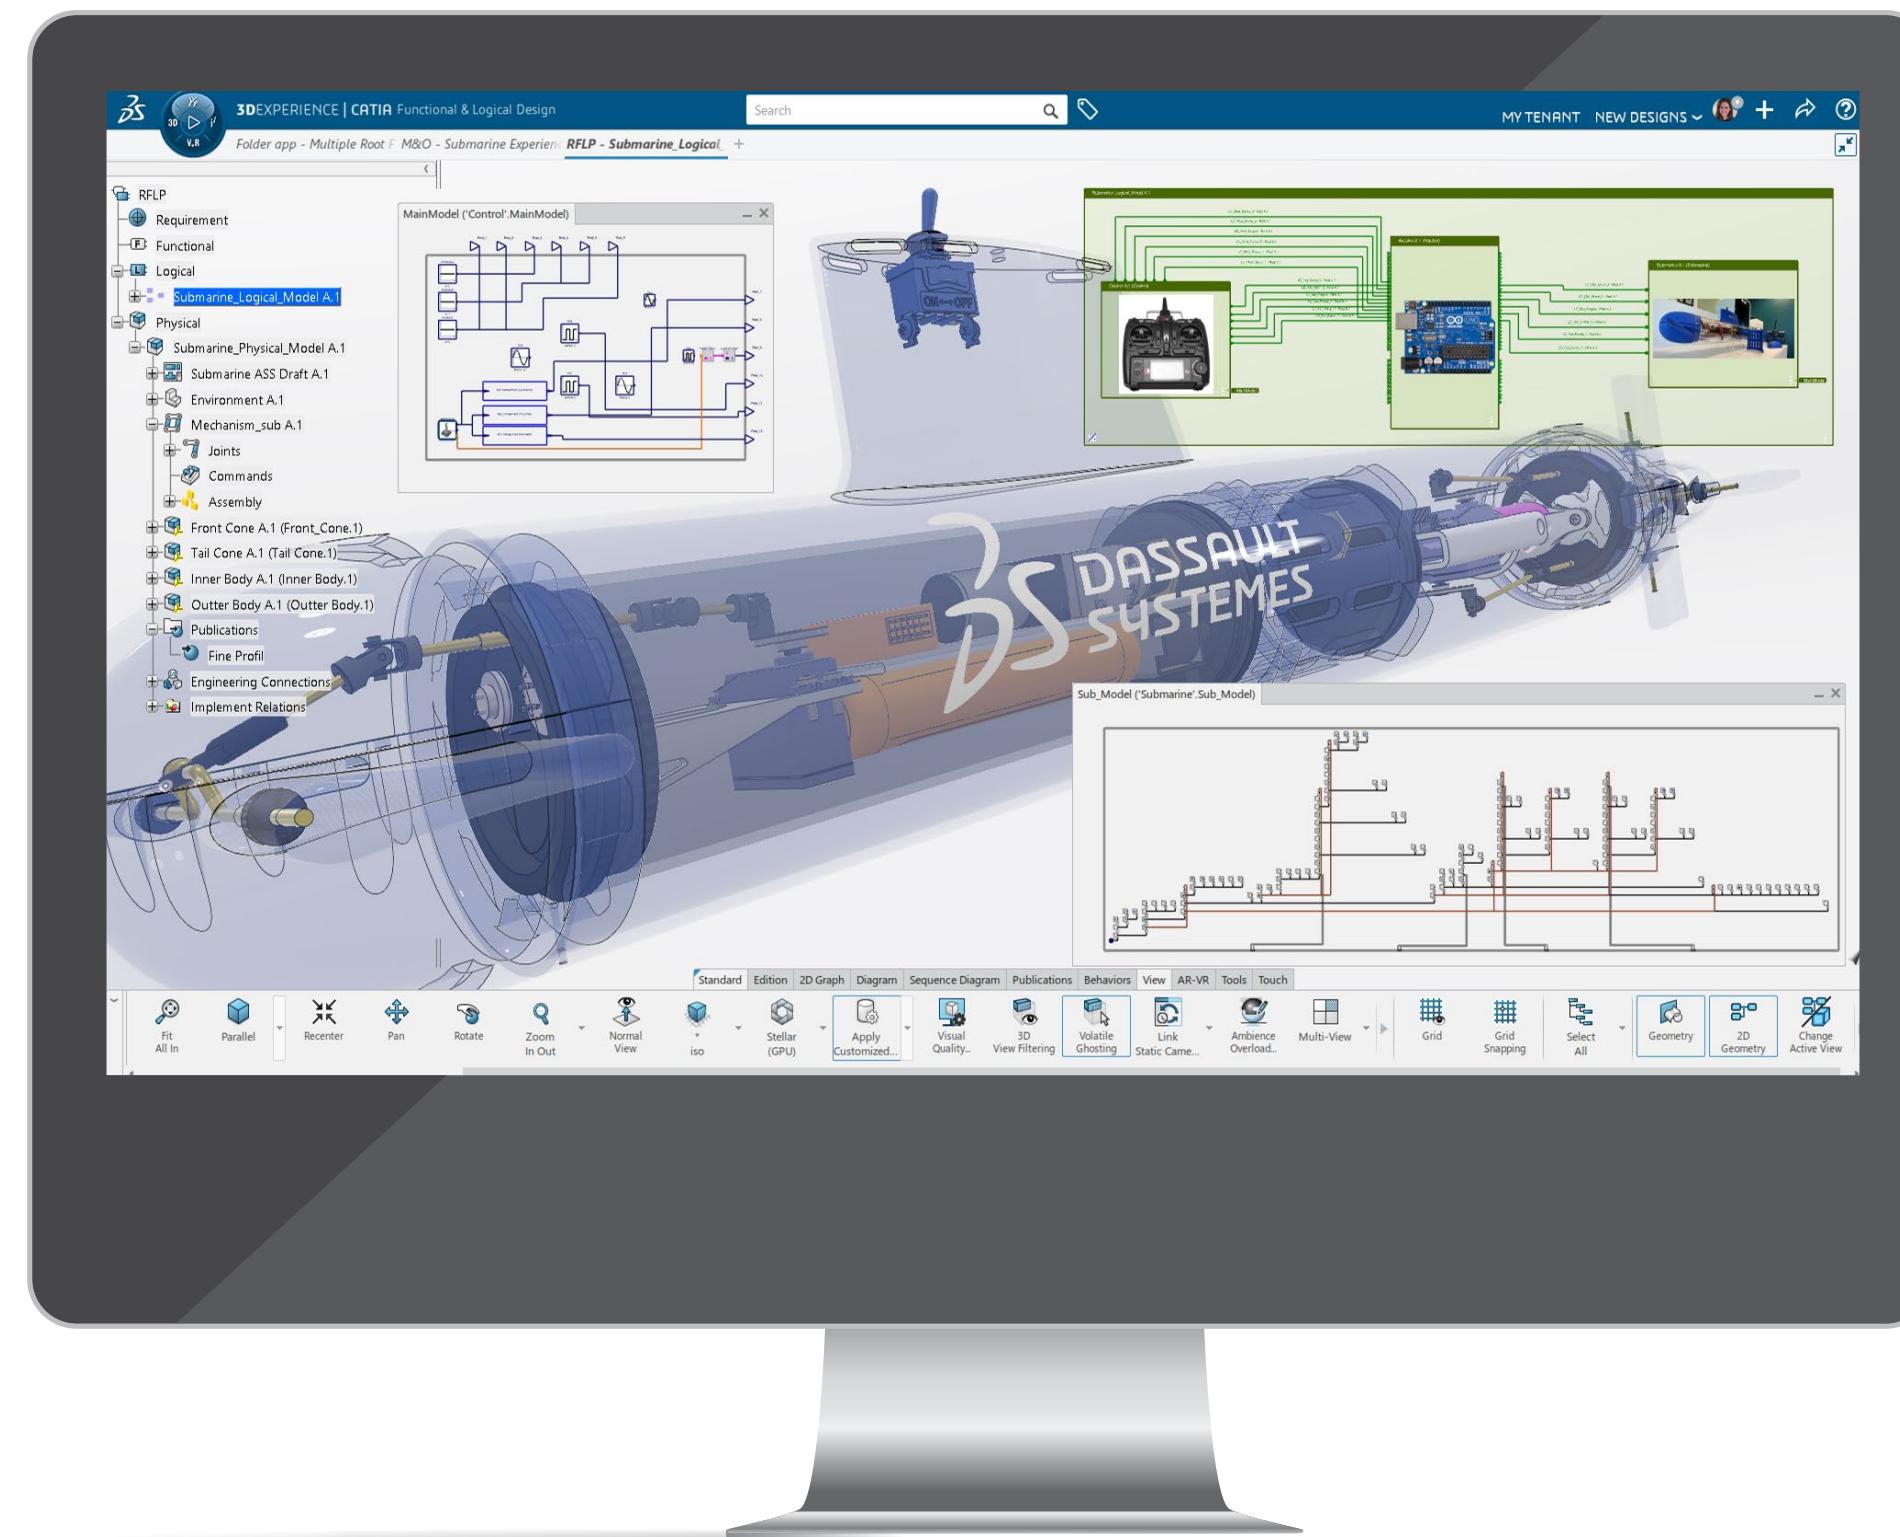 3DEXPERIENCE | CATIA Functional & Logical Design
Search
MY TENANT NEW DESIGNS
3D
V.R
Folder app - Multiple Root F
M&O - Submarine Experien
RFLP - Submarine_Logical_
RFLP
Requirement
Functional
Logical
Submarine_Logical_Model A.1
Physical
Submarine_Physical_Model A.1
Submarine ASS Draft A.1
Environment A.1
Mechanism_sub A.1
Joints
Commands
Assembly
Front Cone A.1 (Front_Cone.1)
Tail Cone A.1 (Tail Cone.1)
Inner Body A.1 (Inner Body.1)
Outter Body A.1 (Outter Body.1)
Publications
Fine Profil
Engineering Connections
Implement Relations
MainModel ('Control'.MainModel)
ON OFF
DASSAULT
SYSTEMES
Sub_Model ('Submarine'.Sub_Model)
Standard Edition 2D Graph Diagram Sequence Diagram Publications Behaviors View AR-VR Tools Touch
Fit
All In
Parallel
Recenter
Pan
Rotate
Zoom
In Out
Normal
View
iso
Stellar
(GPU)
Apply
Customized...
Visual
Quality...
3D
View Filtering
Volatile
Ghosting
Link
Static Came...
Ambience
Overload...
Multi-View
Grid
Grid
Snapping
Select
All
Geometry
2D
Geometry
Change
Active View